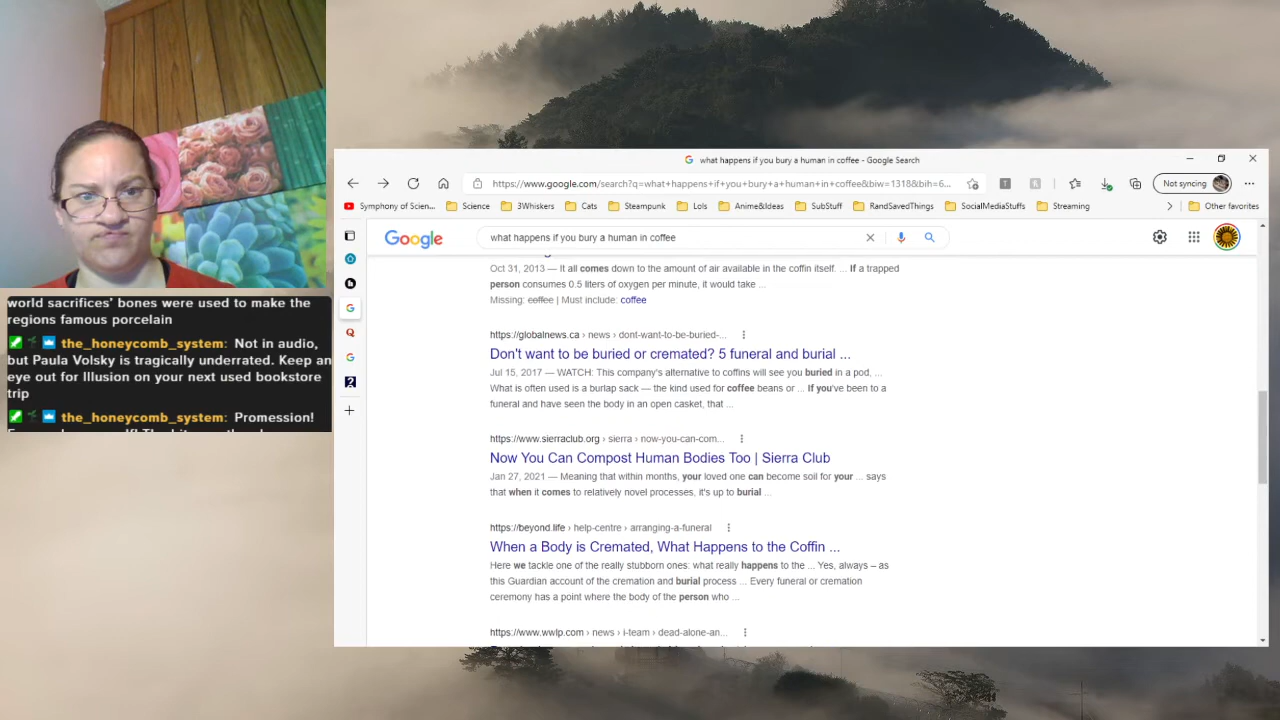 world sacrifices' bones were used to make the
regions famous porcelain
the_honeycomb_system: Not in audio,
but Paula Volsky is tragically underrated. Keep an
eye out for Illusion on your next used bookstore
trip
the_honeycomb_system: Promession!
what happens if you bury a human in coffee - Google Search
https://www.google.com/search?q=what+happens+if+you+bury+a+human+in+coffee&biw=1318&bih=6...
Not syncing
Symphony of Scien... Science 3Whiskers Cats Steampunk Lols Anime&Ideas SubStuff RandSavedThings SocialMediaStuffs Streaming Other favorites
Google what happens if you bury a human in coffee
Oct 31, 2013 — It all comes down to the amount of air available in the coffin itself. ... If a trapped
person consumes 0.5 liters of oxygen per minute, it would take ...
Missing: coffee | Must include: coffee
https://globalnews.ca › news › dont-want-to-be-buried-...
Don't want to be buried or cremated? 5 funeral and burial ...
Jul 15, 2017 — WATCH: This company's alternative to coffins will see you buried in a pod, ...
What is often used is a burlap sack — the kind used for coffee beans or ... If you've been to a
funeral and have seen the body in an open casket, that ...
https://www.sierraclub.org › sierra › now-you-can-com...
Now You Can Compost Human Bodies Too | Sierra Club
Jan 27, 2021 — Meaning that within months, your loved one can become soil for your ... says
that when it comes to relatively novel processes, it's up to burial ...
https://beyond.life › help-centre › arranging-a-funeral
When a Body is Cremated, What Happens to the Coffin ...
Here we tackle one of the really stubborn ones: what really happens to the ... Yes, always – as
this Guardian account of the cremation and burial process ... Every funeral or cremation
ceremony has a point where the body of the person who ...
https://www.wwlp.com › news › i-team › dead-alone-an...